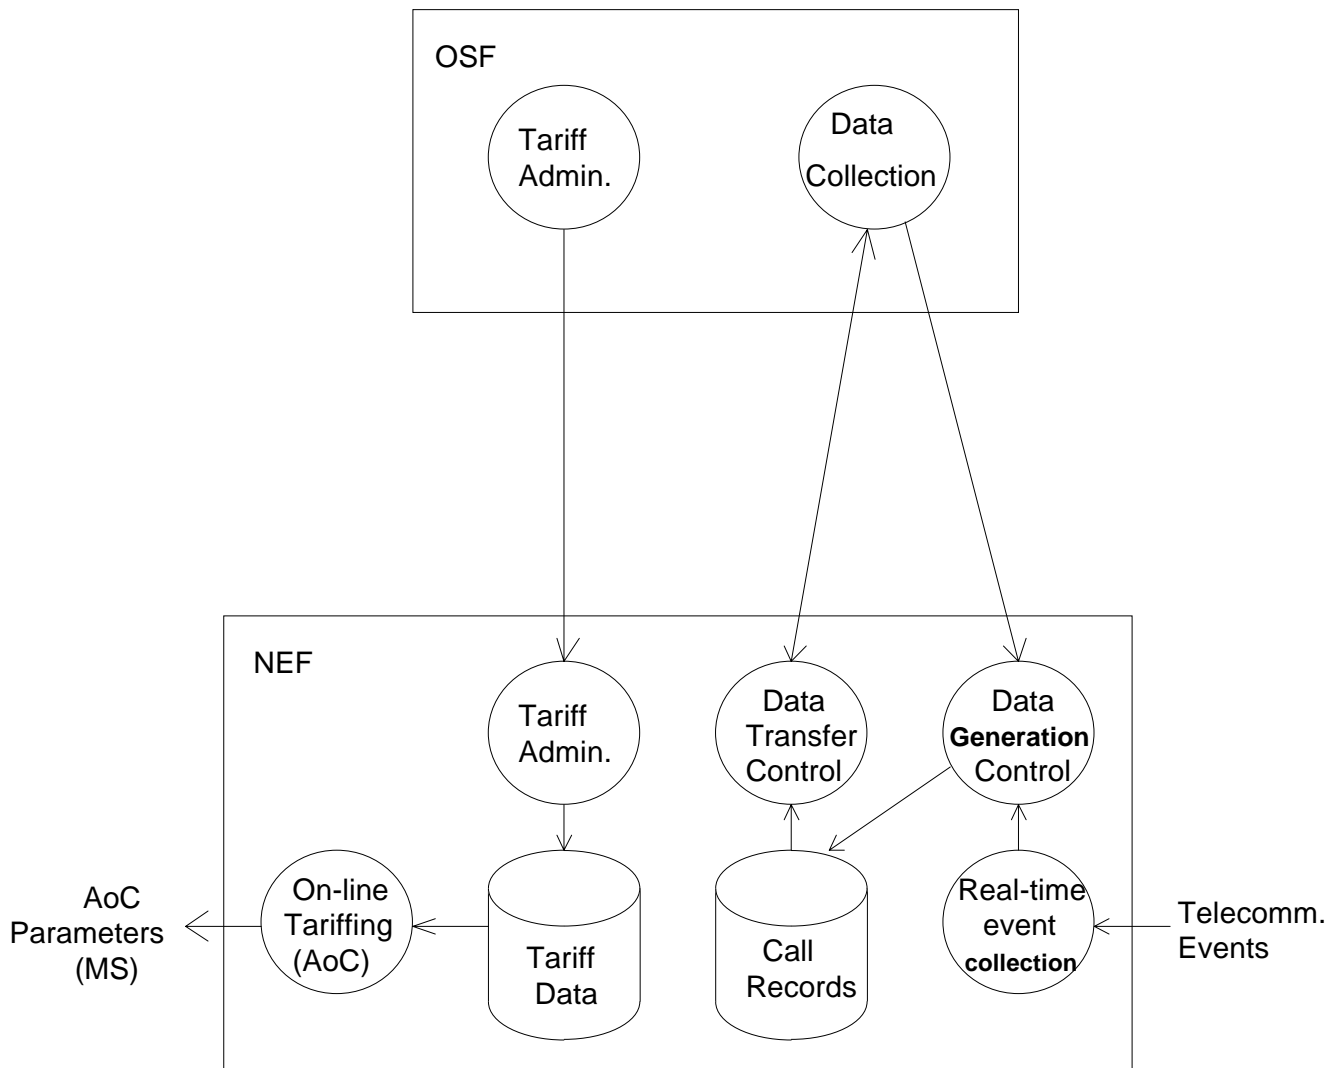 OSF
Tariff
Admin.
Data
Collection
NEF
Tariff
Admin.
Data
Transfer
Control
Data
Generation
Control
AoC
Parameters
(MS)
On-line
Tariffing
(AoC)
Tariff
Data
Call
Records
Real-time
event
collection
Telecomm.
Events